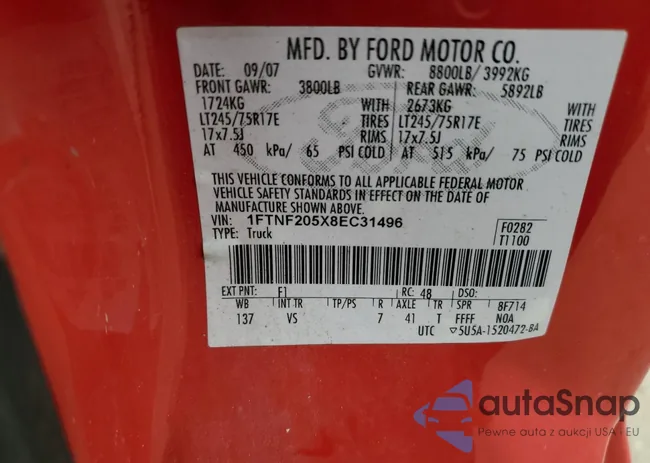 MFD. BY FORD MOTOR CO.
DATE: 09/07 GVWR: 8800LB/ 3992KG
FRONT GAWR: 3800LB REAR GAWR: 5892LB
1724KG WITH 2673KG WITH
LT245/75R17E TIRES LT245/75R17E TIRES
17x7.5J RIMS 17x7.5J RIMS
AT 450 kPa/ 65 PSI COLD AT 515 kPa/ 75 PSI COLD
THIS VEHICLE CONFORMS TO ALL APPLICABLE FEDERAL MOTOR
VEHICLE SAFETY STANDARDS IN EFFECT ON THE DATE OF
MANUFACTURE SHOWN ABOVE.
VIN: 1FTNF205X8EC31496 F0282
TYPE: Truck T1100
EXT PNT: F1 RC: 48 DSO:
WB INT TR TP/PS R AXLE TR SPR 8F714
137 VS 7 41 T FFFF N0A
UTC ▽5U5A-1520472-BA
autaSnap
Pewne auta z aukcji USA - EU